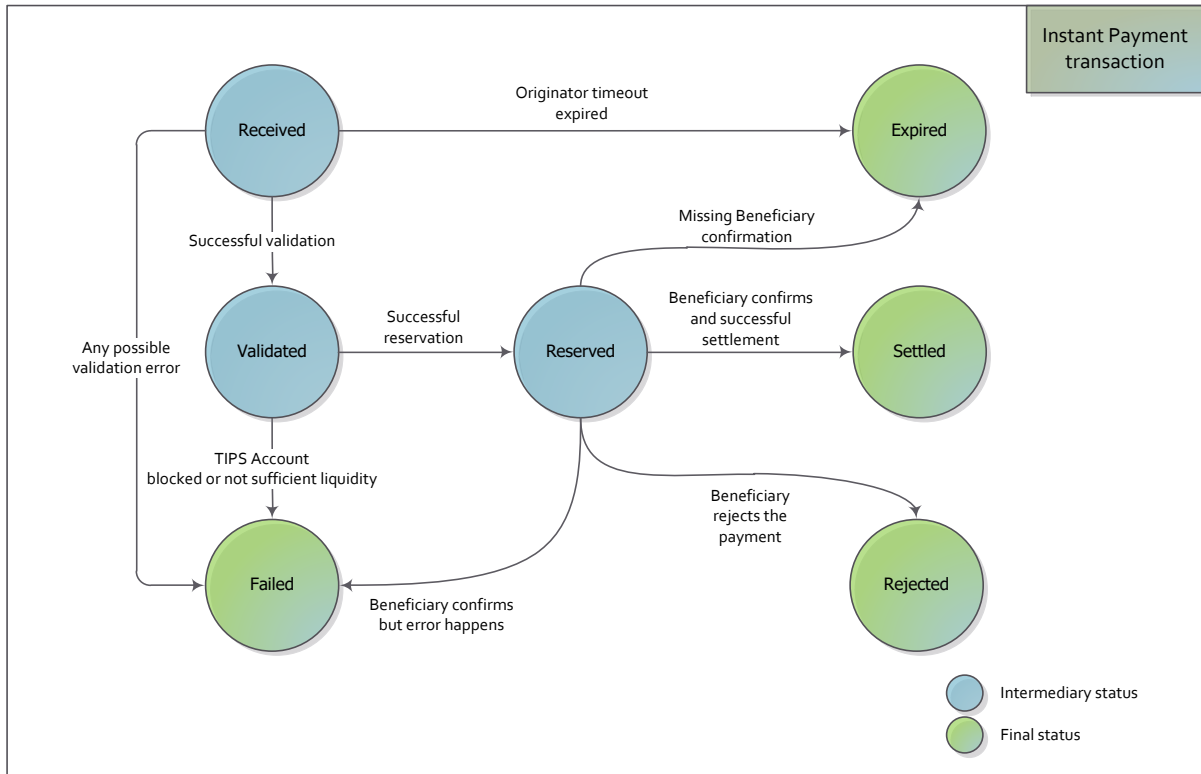 Instant Payment
transaction
Received
Originator timeout
expired
Expired
Missing Beneficiary
confirmation
Successful validation
Any possible
validation error
Validated
Successful
reservation
Reserved
Beneficiary confirms
and successful
settlement
Settled
TIPS Account
blocked or not sufficient liquidity
Beneficiary
rejects the
payment
Failed
Beneficiary confirms
but error happens
Rejected
Intermediary status
Final status